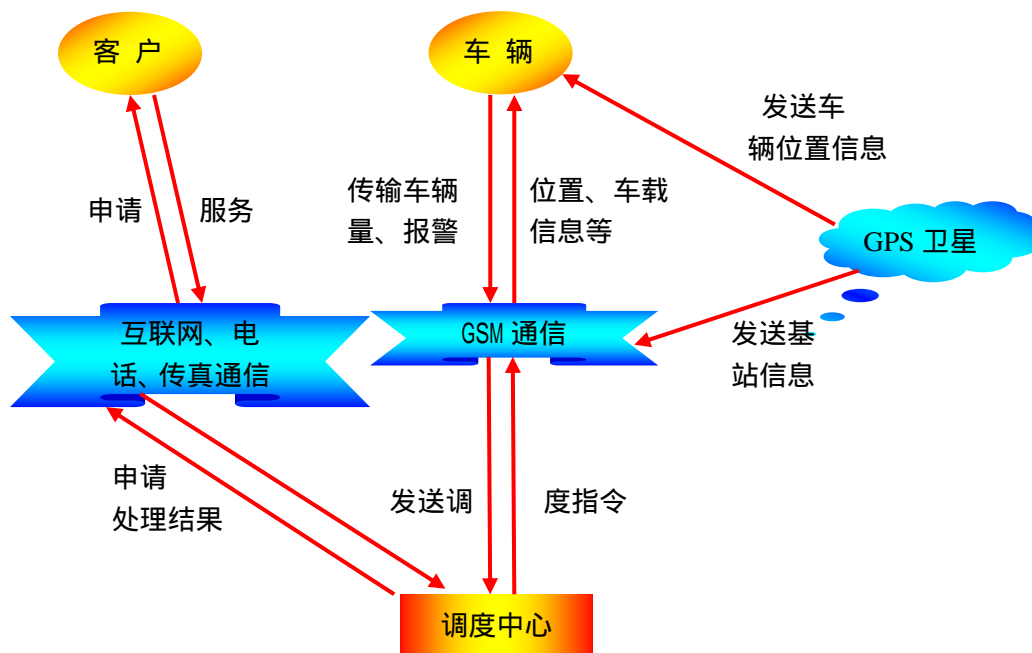 客 户
车 辆
发送车
辆位置信息
申请
服务
传输车辆
量、报警
位置、车载
信息等
GPS 卫星
互联网、电
话、传真通信
GSM 通信
发送基
站信息
申请
处理结果
发送调
度指令
调度中心